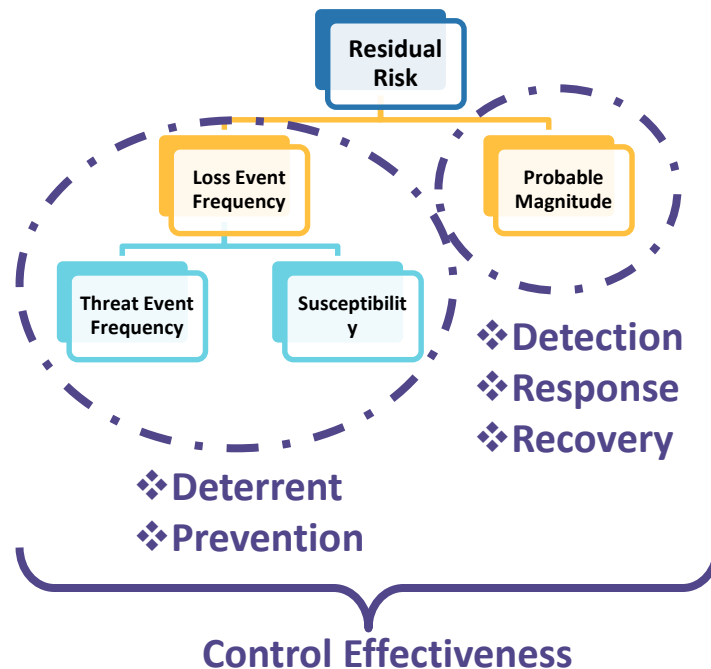 Residual
Risk
Loss Event
Frequency
Probable
Magnitude
Threat Event
Frequency
Susceptibilit
y
❖Detection
❖Response
❖Recovery
❖Deterrent
❖Prevention
Control Effectiveness